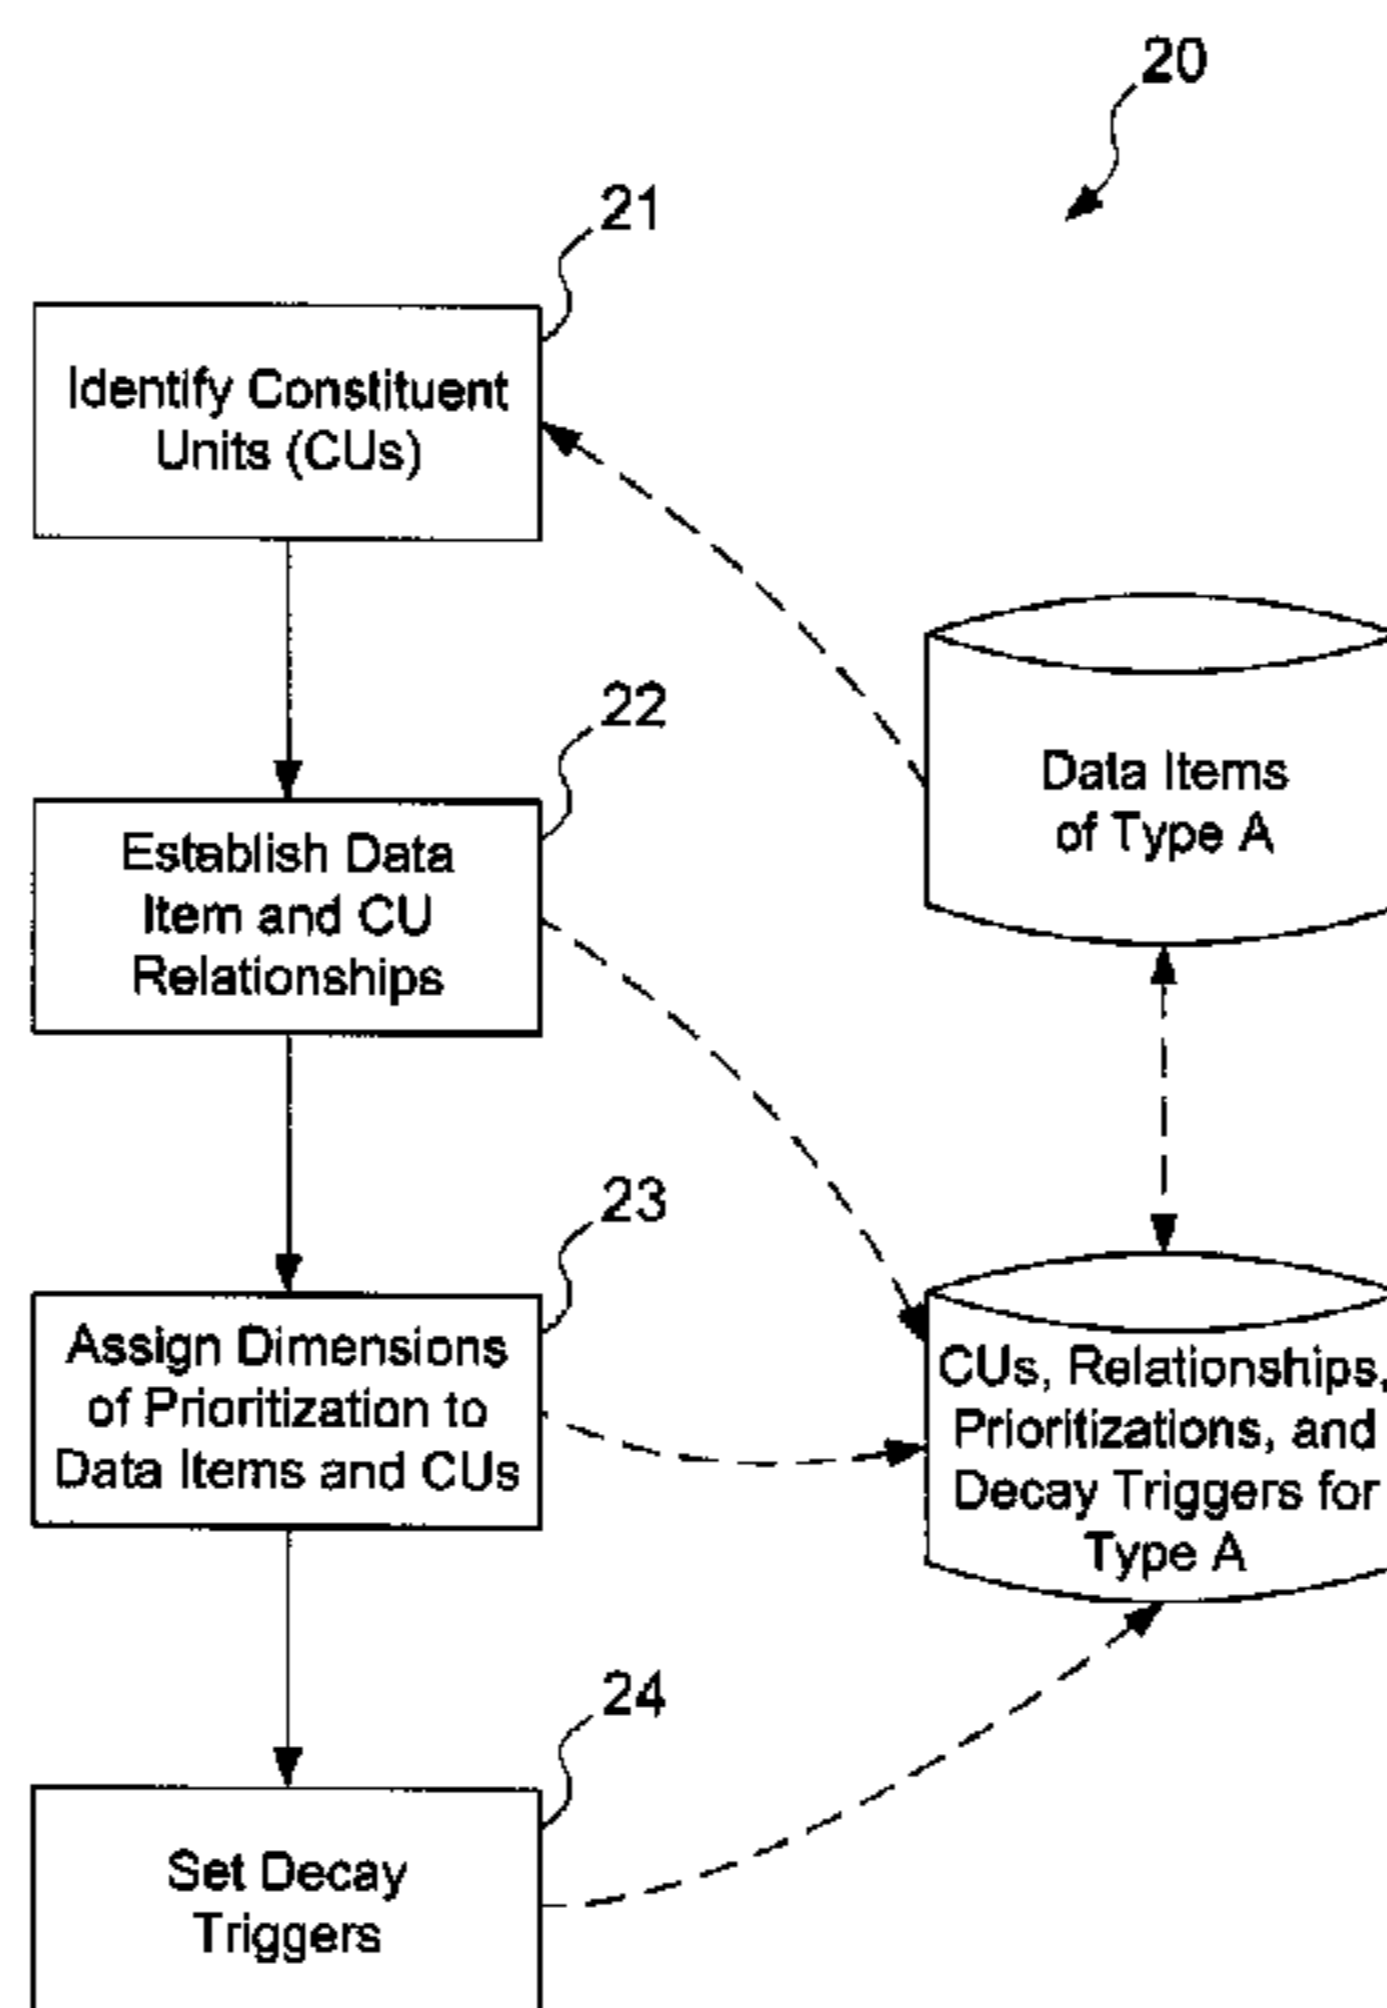 20
21
Identify Constituent
Units (CUs)
22
Establish Data
Item and CU
Relationships
Data Items
of Type A
23
Assign Dimensions
of Prioritization to
Data Items and CUs
CUs, Relationships,
Prioritizations, and
Decay Triggers for
Type A
24
Set Decay
Triggers